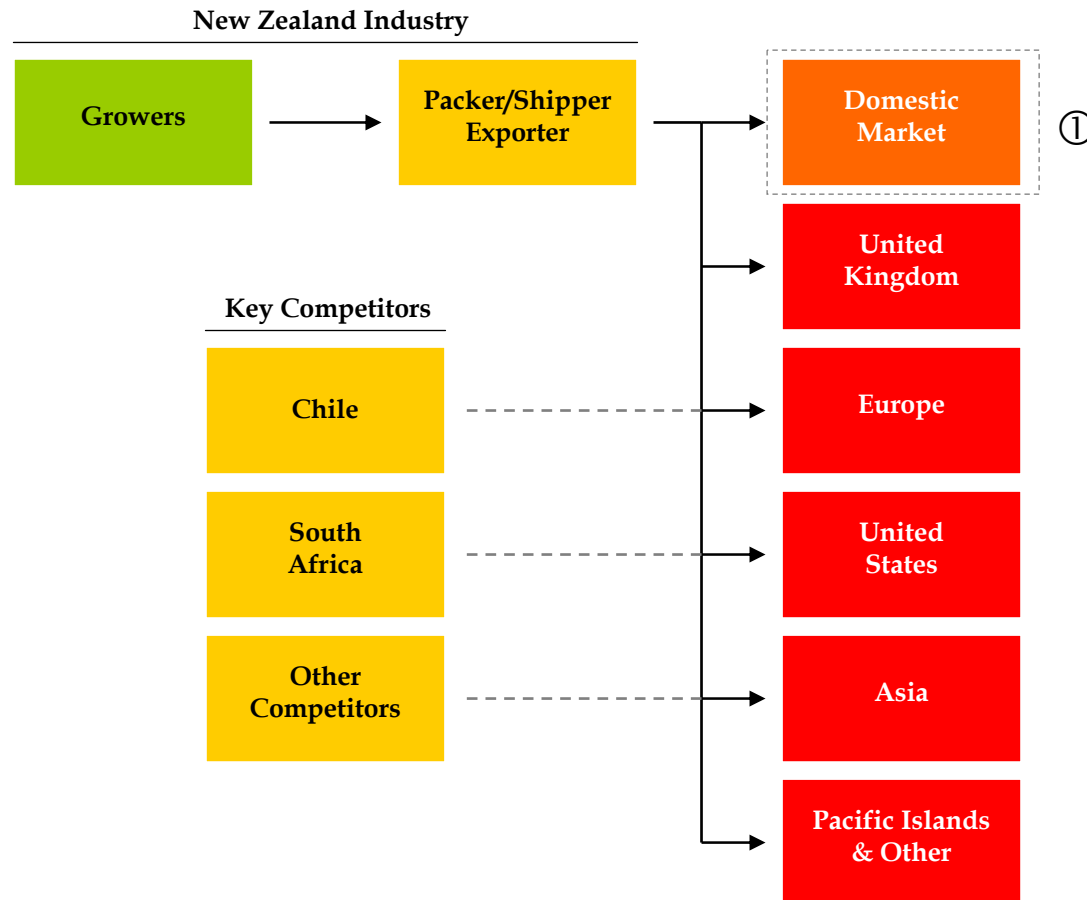 New Zealand Industry
Growers
Packer/Shipper
Exporter
Domestic
Market
①
United
Kingdom
Key Competitors
Chile
Europe
South
Africa
United
States
Other
Competitors
Asia
Pacific Islands
& Other